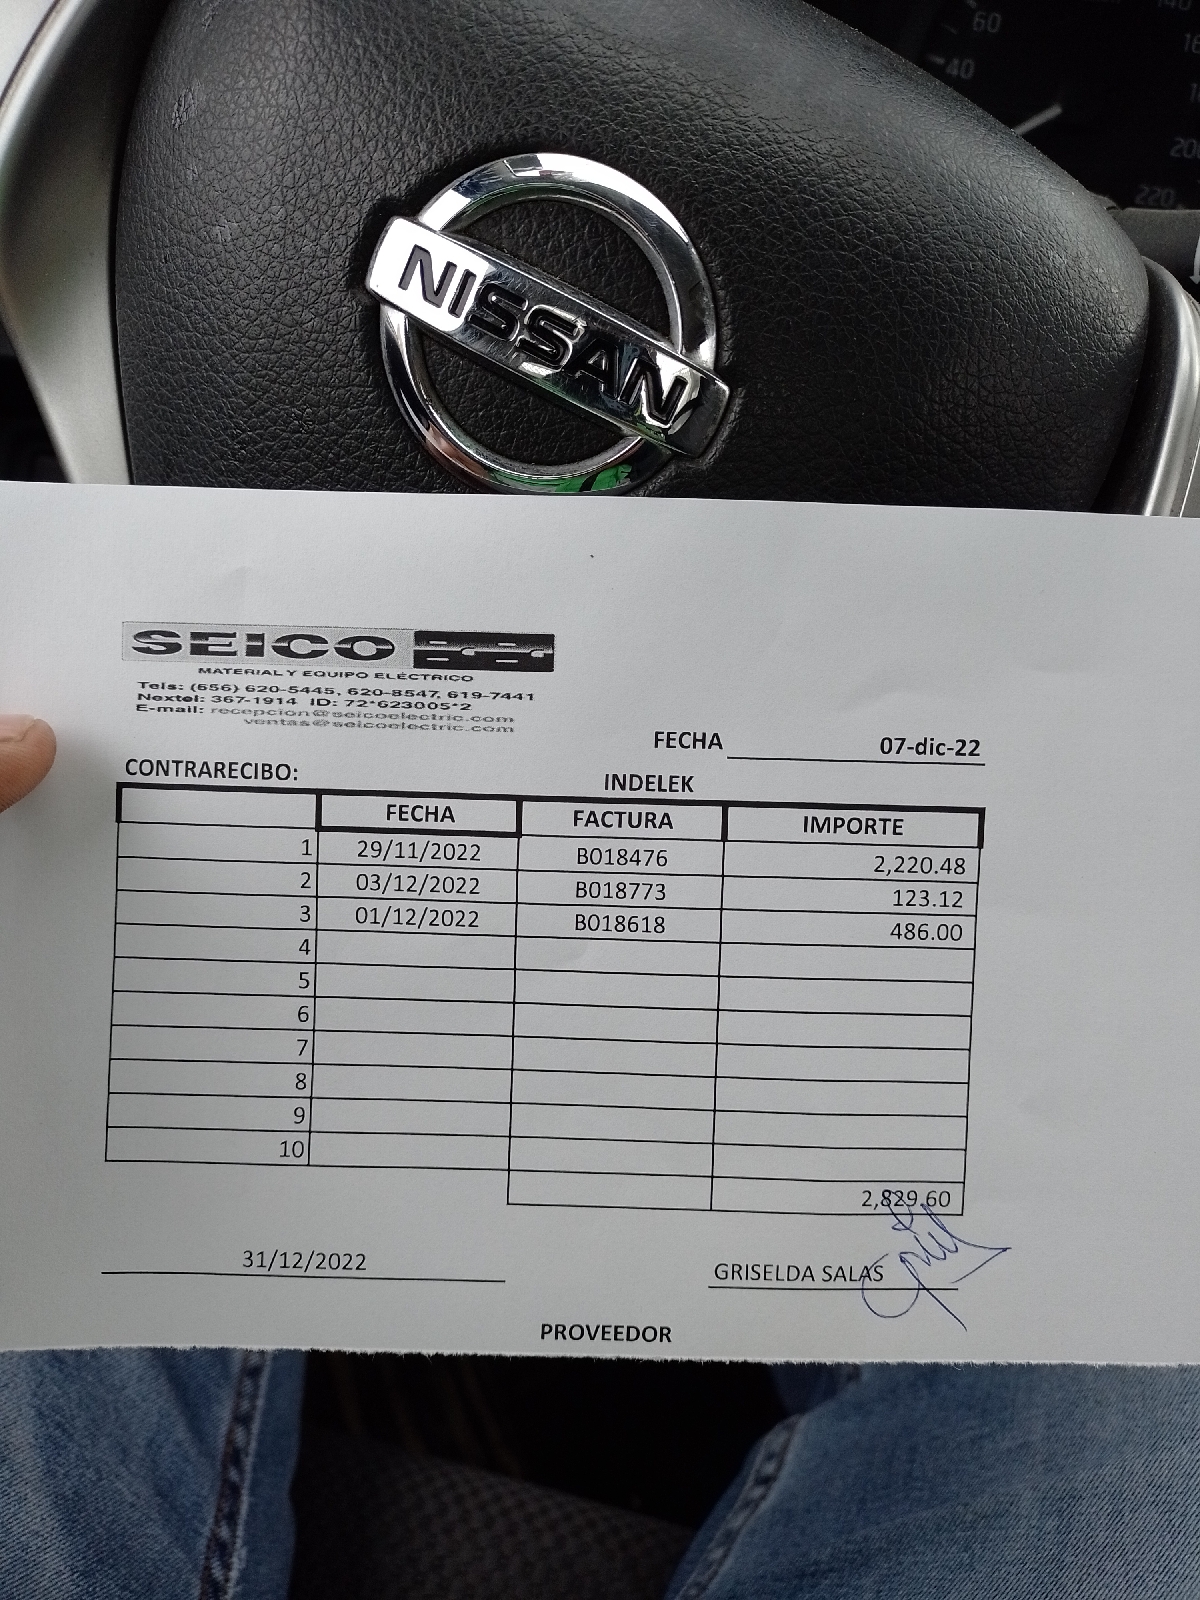 60
40
220
NISSAN
SEICO
MATERIAL Y EQUIPO ELÉCTRICO
Tels: (656) 620-5445, 620-8547, 619-7441
Nextel: 367-1914 ID: 72*623005*2
E-mail: recepcion@seicoelectric.com
ventas@seicoelectric.com
FECHA 07-dic-22
CONTRARECIBO: INDELEK
FECHA FACTURA IMPORTE
1 29/11/2022 B018476 2,220.48
2 03/12/2022 B018773 123.12
3 01/12/2022 B018618 486.00
4
5
6
7
8
9
10
2,829.60
31/12/2022 GRISELDA SALAS
PROVEEDOR